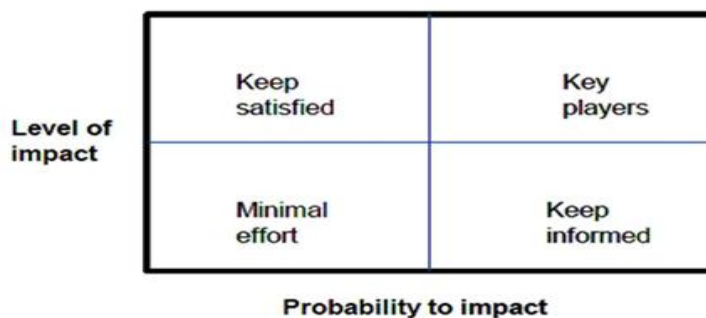 Keep
satisfied
Key
players
Level of
impact
Minimal
effort
Keep
informed
Probability to impact